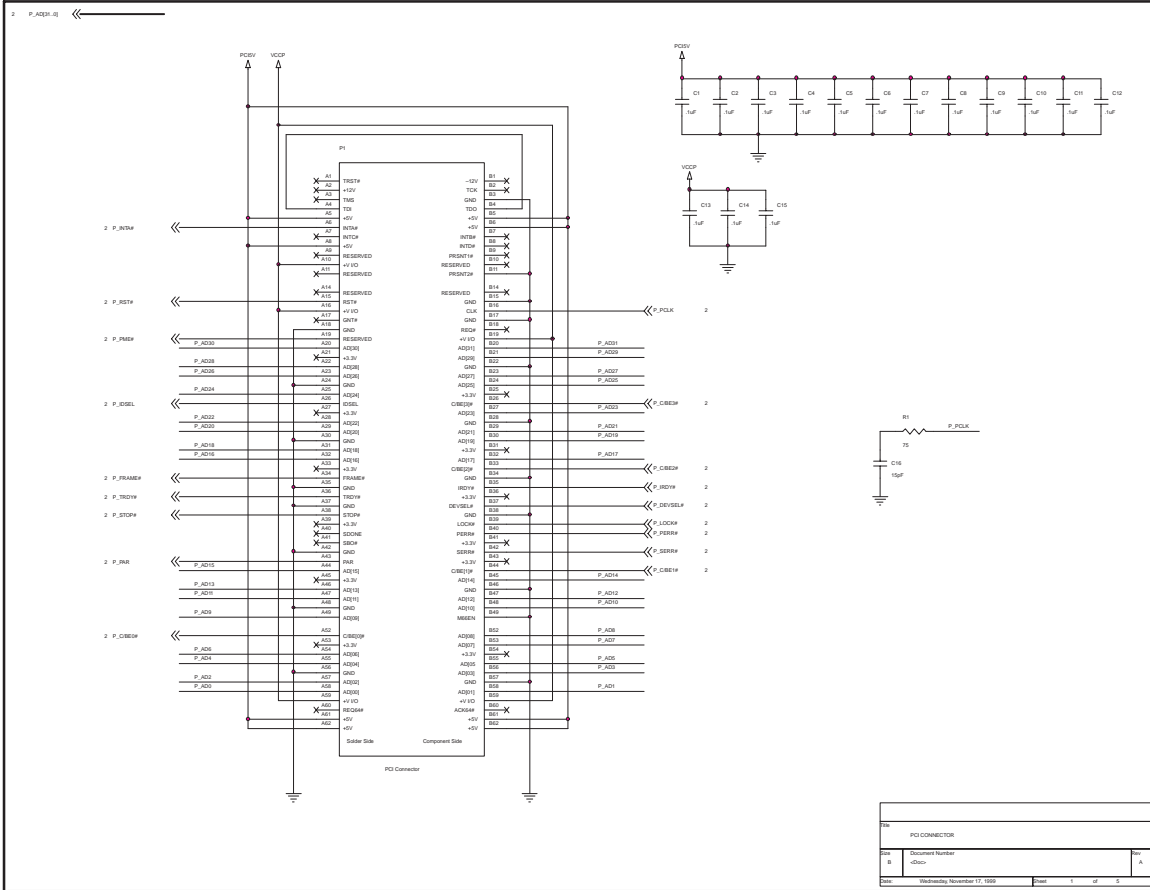 2 P_AD[31..0]
PCI5V VCCP
PCI5V
C1 C2 C3 C4 C5 C6 C7 C8 C9 C10 C11 C12
.1uF .1uF .1uF .1uF .1uF .1uF .1uF .1uF .1uF .1uF .1uF .1uF
P1
VCCP
C13 C14 C15
.1uF .1uF .1uF
A1 TRST# -12V B1
A2 +12V TCK B2
A3 TMS GND B3
A4 TDI TDO B4
A5 +5V +5V B5
2 P_INTA# A6 INTA# +5V B6
A7 INTC# INTB# B7
A8 +5V INTD# B8
A9 RESERVED PRSNT1# B9
A10 +V I/O RESERVED B10
A11 RESERVED PRSNT2# B11
A14 RESERVED RESERVED B14
2 P_RST# A15 RST# GND B15
A16 +V I/O CLK B16 P_PCLK 2
A17 GNT# GND B17
A18 GND REQ# B18
2 P_PME# A19 RESERVED +V I/O B19
P_AD30 A20 AD[30] AD[31] B20 P_AD31
A21 +3.3V AD[29] B21 P_AD29
P_AD28 A22 AD[28] GND B22
P_AD26 A23 AD[26] AD[27] B23 P_AD27
A24 GND AD[25] B24 P_AD25
P_AD24 A25 AD[24] +3.3V B25
2 P_IDSEL A26 IDSEL C/BE[3]# B26 P_C/BE3# 2
A27 +3.3V AD[23] B27 P_AD23
P_AD22 A28 AD[22] GND B28
P_AD20 A29 AD[20] AD[21] B29 P_AD21
A30 GND AD[19] B30 P_AD19
P_AD18 A31 AD[18] +3.3V B31
P_AD16 A32 AD[16] AD[17] B32 P_AD17
A33 +3.3V C/BE[2]# B33 P_C/BE2# 2
2 P_FRAME# A34 FRAME# GND B34
A35 GND IRDY# B35 P_IRDY# 2
2 P_TRDY# A36 TRDY# +3.3V B36
A37 GND DEVSEL# B37 P_DEVSEL# 2
2 P_STOP# A38 STOP# GND B38
A39 +3.3V LOCK# B39 P_LOCK# 2
A40 SDONE PERR# B40 P_PERR# 2
A41 SBO# +3.3V B41
A42 GND SERR# B42 P_SERR# 2
2 P_PAR A43 PAR +3.3V B43
P_AD15 A44 AD[15] C/BE[1]# B44 P_C/BE1# 2
A45 +3.3V AD[14] B45 P_AD14
P_AD13 A46 AD[13] GND B46
P_AD11 A47 AD[11] AD[12] B47 P_AD12
A48 GND AD[10] B48 P_AD10
P_AD9 A49 AD[09] M66EN B49
2 P_C/BE0# A52 C/BE[0]# AD[08] B52 P_AD8
A53 +3.3V AD[07] B53 P_AD7
P_AD6 A54 AD[06] +3.3V B54
P_AD4 A55 AD[04] AD[05 B55 P_AD5
A56 GND AD[03] B56 P_AD3
P_AD2 A57 AD[02] GND B57
P_AD0 A58 AD[00] AD[01] B58 P_AD1
A59 +V I/O +V I/O B59
A60 REQ64# ACK64# B60
A61 +5V +5V B61
A62 +5V +5V B62
Solder Side Component Side
PCI Connector
R1
P_PCLK
75
C16
15pF
Title
PCI CONNECTOR
Size Document Number Rev
B <Doc> A
Date: Wednesday, November 17, 1999 Sheet 1 of 5